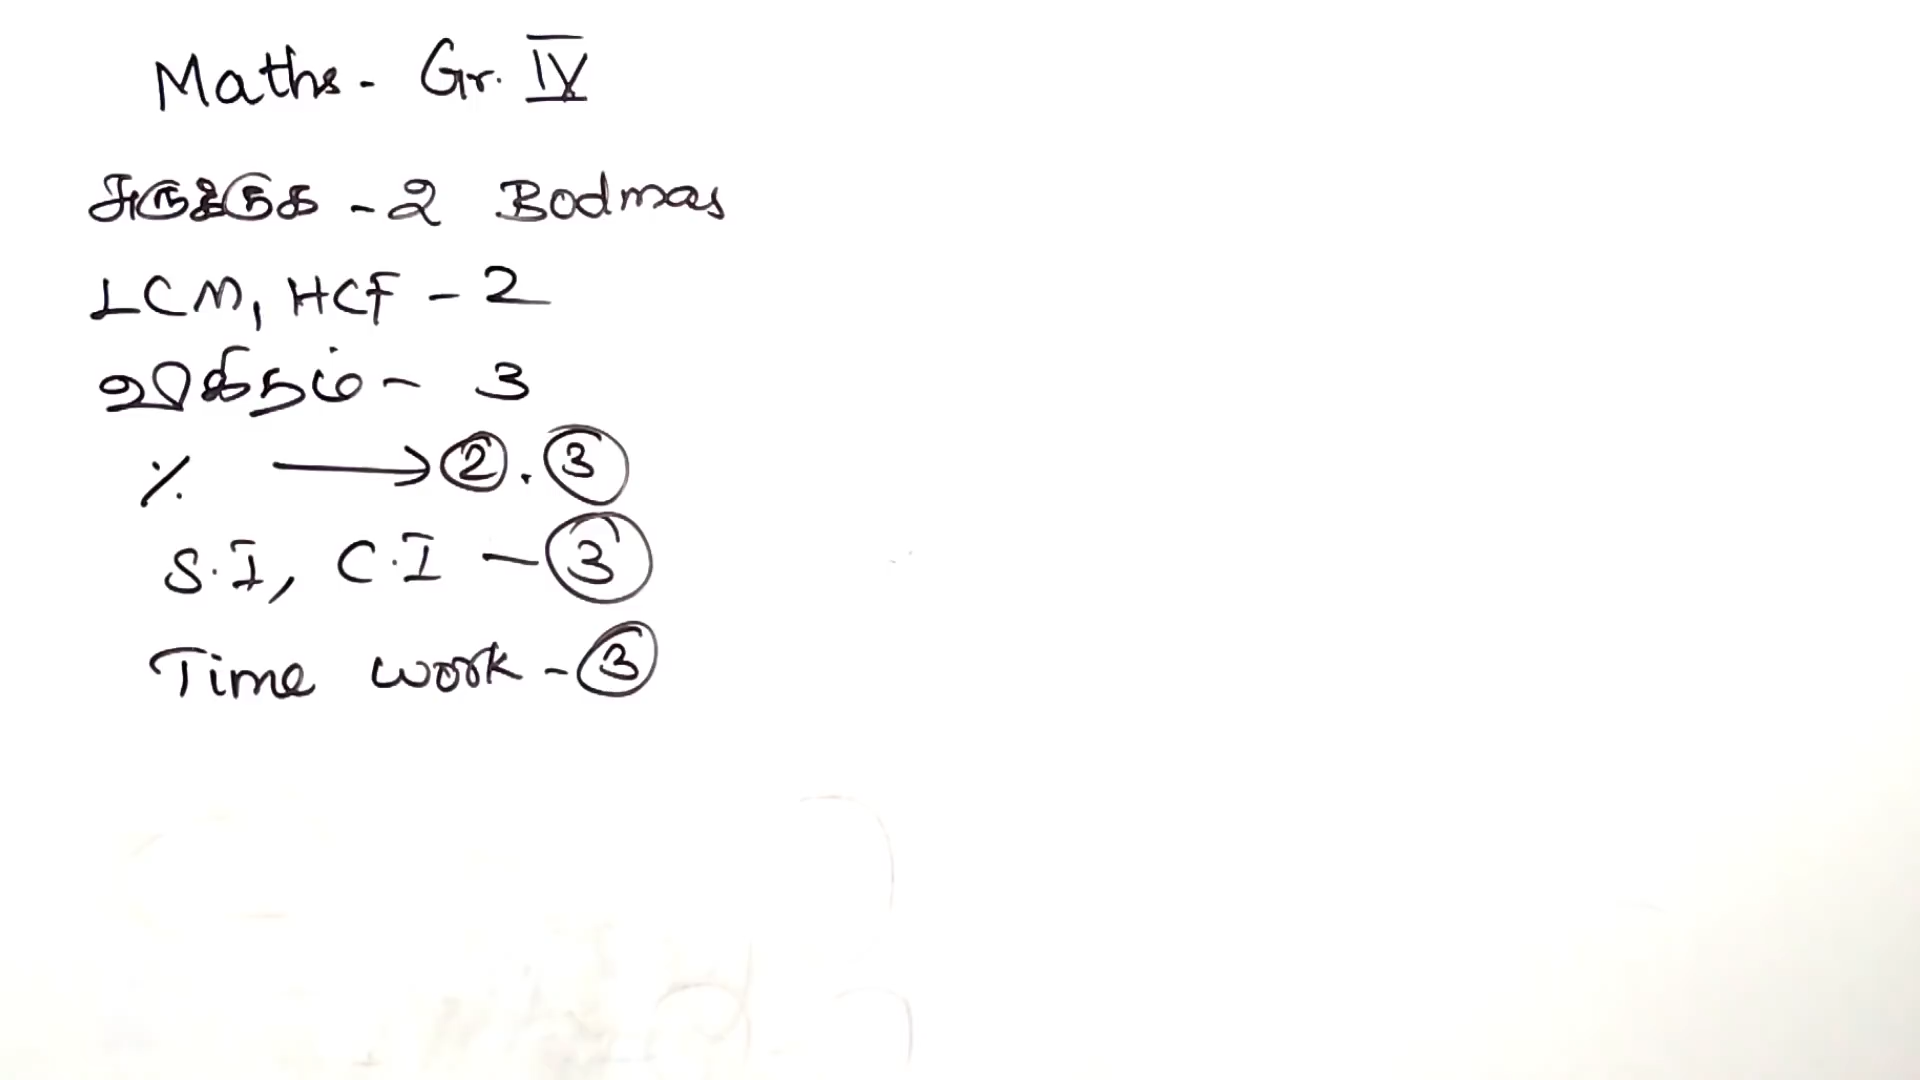 Maths - Gr. IV
சுருக்குக - 2 Bodmas
LCM, HCF - 2
விகிதம் - 3
% → 2. 3
S.I, C.I - 3
Time work - 3